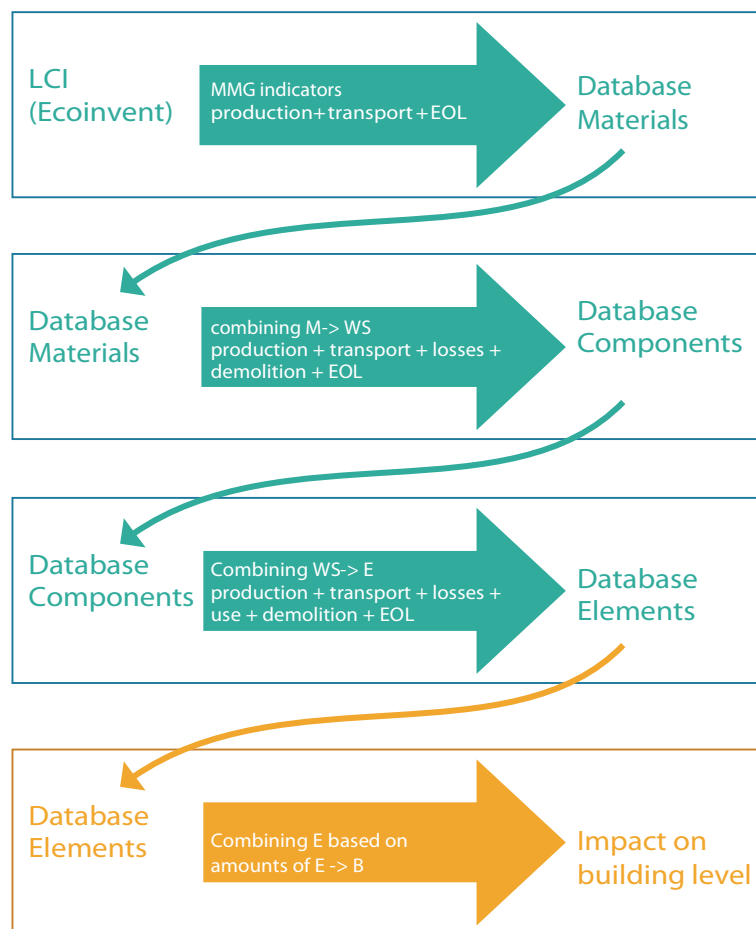 LCI
(Ecoinvent)
MMG indicators
production+transport+EOL
Database
Materials
Database
Materials
combining M-> WS
production + transport + losses +
demolition + EOL
Database
Components
Database
Components
Combining WS-> E
production + transport + losses +
use + demolition + EOL
Database
Elements
Database
Elements
Combining E based on
amounts of E -> B
Impact on
building level